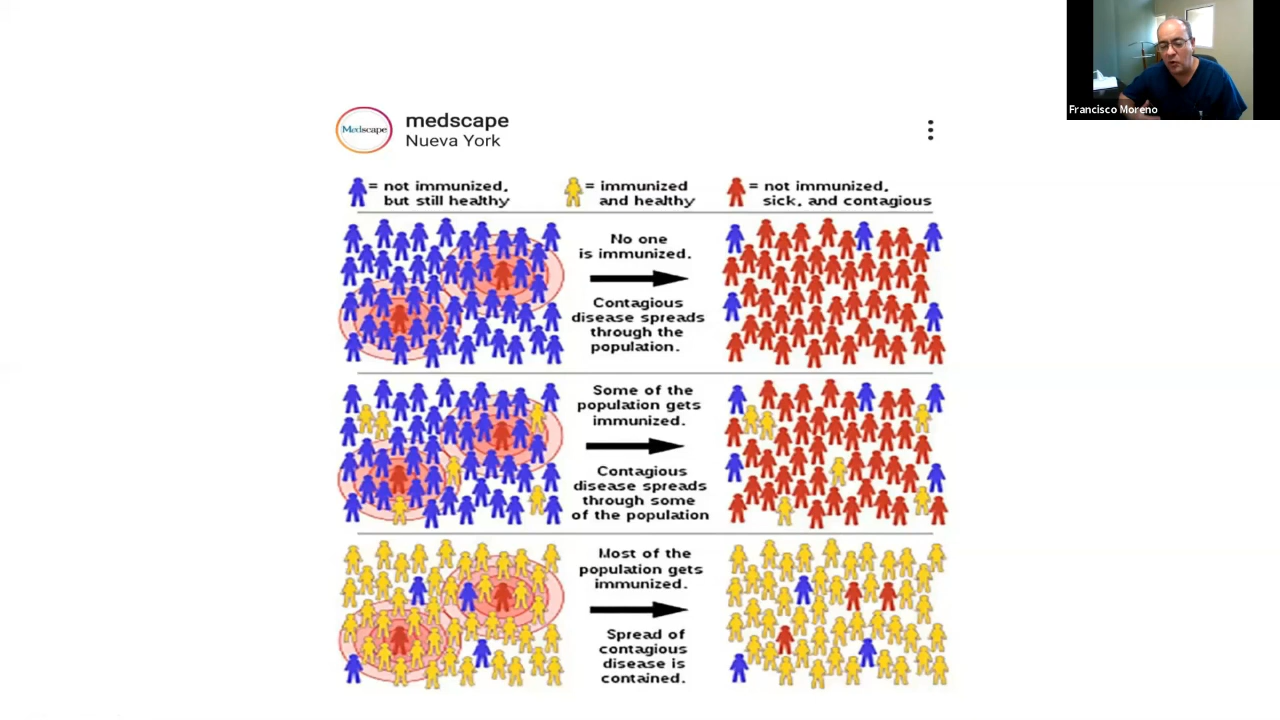 Francisco Moreno
Medscape
medscape
Nueva York
= not immunized,
but still healthy
= immunized
and healthy
= not immunized,
sick, and contagious
No one
is immunized.
Contagious
disease spreads
through the
population.
Some of the
population gets
immunized.
Contagious
disease spreads
through some
of the population
Most of the
population gets
immunized.
Spread of
contagious
disease is
contained.